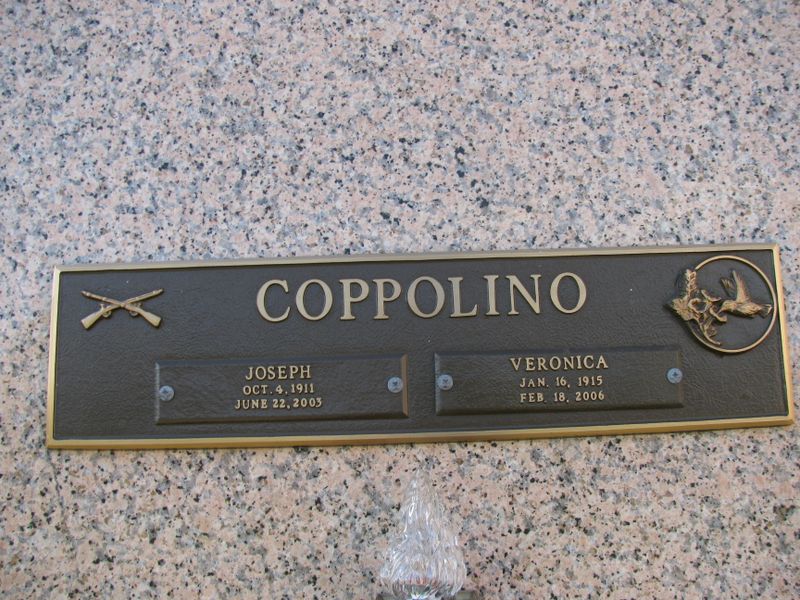 COPPOLINO
JOSEPH
OCT. 4, 1911
JUNE 22, 2003
VERONICA
JAN. 16, 1915
FEB. 18, 2006